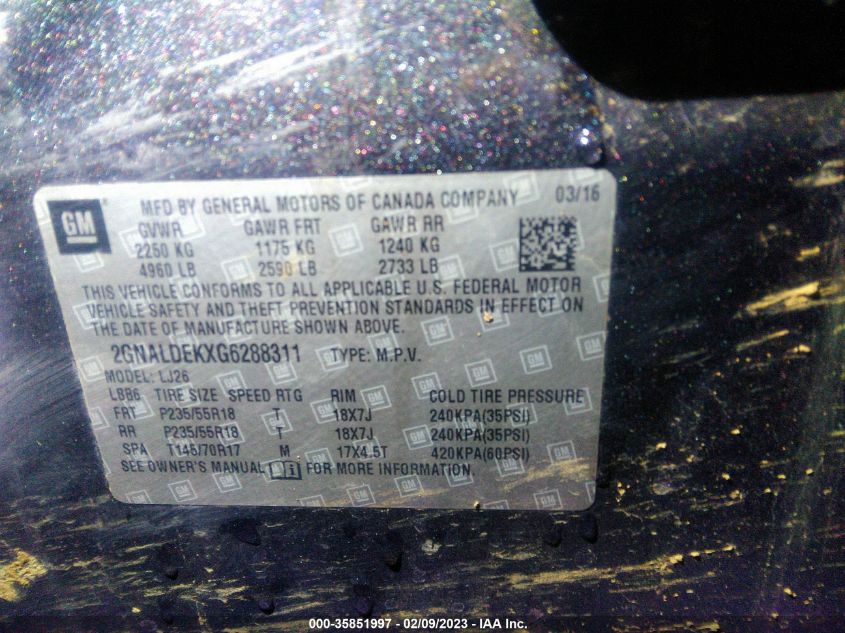 GM
MFD BY GENERAL MOTORS OF CANADA COMPANY 03/16
GVWR GAWR FRT GAWR RR
2250 KG 1175 KG 1240 KG
4960 LB 2590 LB 2733 LB
THIS VEHICLE CONFORMS TO ALL APPLICABLE U.S. FEDERAL MOTOR
VEHICLE SAFETY AND THEFT PREVENTION STANDARDS IN EFFECT ON
THE DATE OF MANUFACTURE SHOWN ABOVE.
2GNALDEKXG6288311 TYPE: M.P.V.
MODEL: LJ26
LBB6 TIRE SIZE SPEED RTG RIM COLD TIRE PRESSURE
FRT P235/55R18 T 18X7J 240KPA(35PSI)
RR P235/55R18 T 18X7J 240KPA(35PSI)
SPA T145/70R17 M 17X4.5T 420KPA(60PSI)
SEE OWNER'S MANUAL FOR MORE INFORMATION.
000-35851997 - 02/09/2023 - IAA Inc.